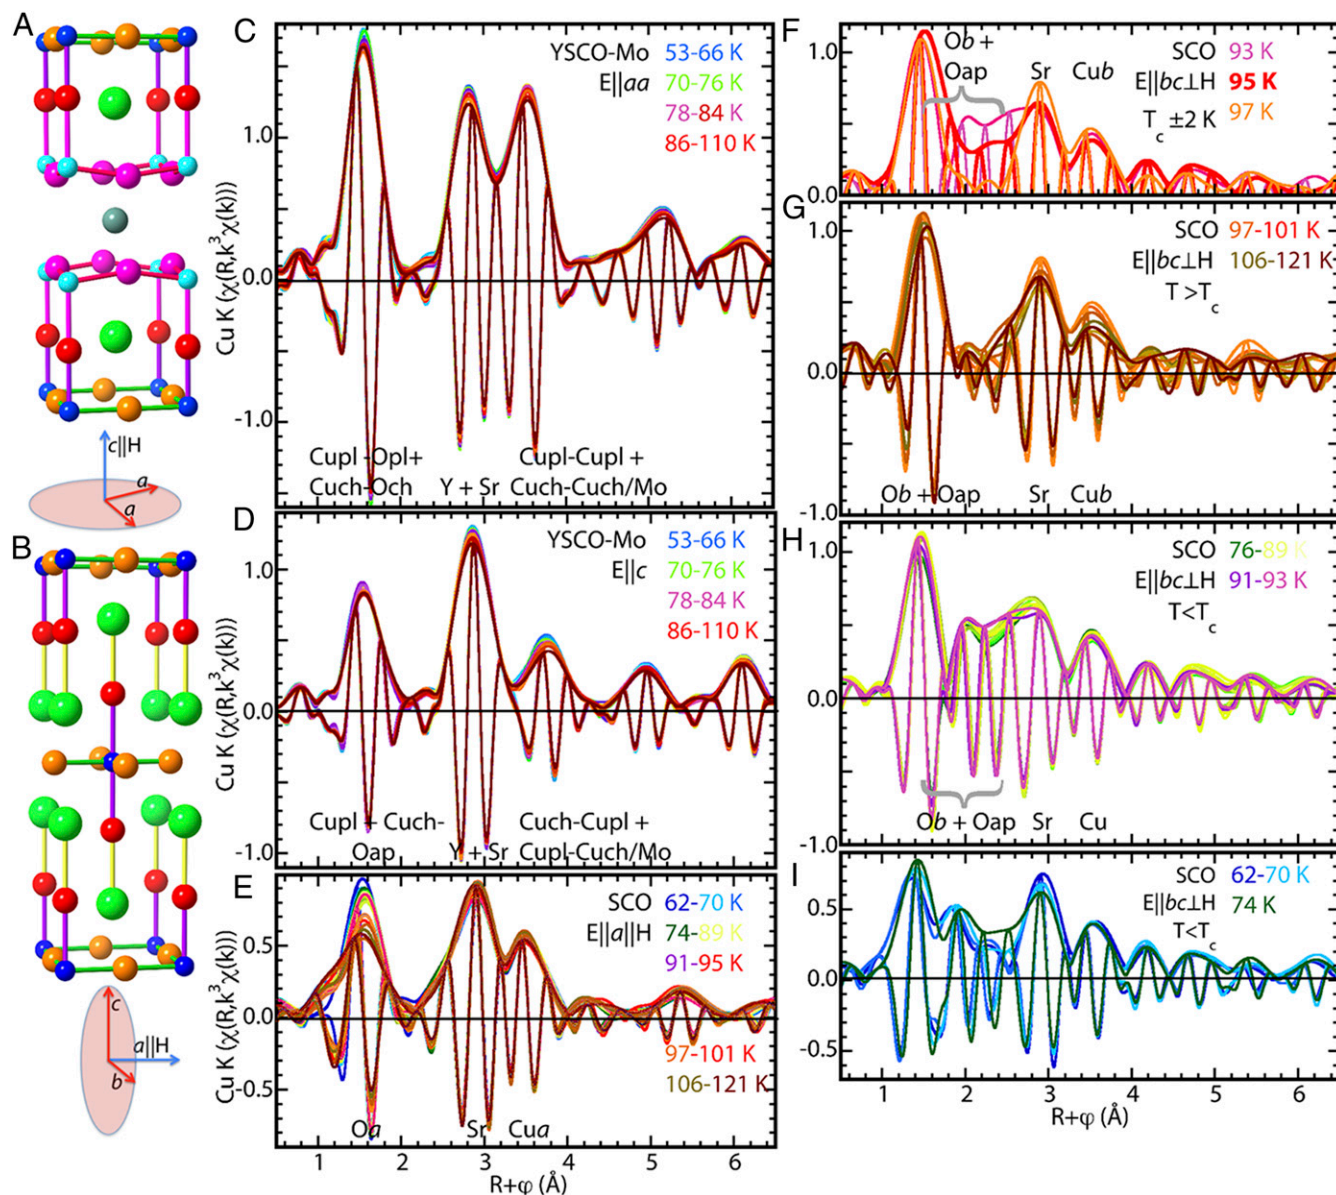 A
c||H
a
a
B
c
a||H
b
C
YSCO-Mo 53-66 K
E||aa 70-76 K
78-84 K
86-110 K
1.0
0.0
-1.0
Cu K (χ(R,k³χ(k)))
Cupl -Opl+
Cuch-Och
Y + Sr
Cupl-Cupl +
Cuch-Cuch/Mo
D
YSCO-Mo 53-66 K
E||c 70-76 K
78-84 K
86-110 K
1.0
0.0
-1.0
Cu K (χ(R,k³χ(k)))
Cupl + Cuch-
Oap
Y + Sr
Cuch-Cupl +
Cupl-Cuch/Mo
E
SCO 62-70 K
E||a||H 74-89 K
91-95 K
97-101 K
106-121 K
0.5
0.0
-0.5
Cu K (χ(R,k³χ(k)))
Oa
Sr
Cua
1 2 3 4 5 6
R+φ (Å)
F
Ob +
Oap
Sr
Cub
SCO 93 K
E||bc⊥H 95 K
Tc ±2 K 97 K
1.0
0.0
G
SCO 97-101 K
E||bc⊥H 106-121 K
T >Tc
1.0
0.0
-1.0
Ob + Oap
Sr
Cub
H
SCO 76-89 K
E||bc⊥H 91-93 K
T<Tc
1.0
0.0
-1.0
Ob + Oap
Sr
Cu
I
SCO 62-70 K
E||bc⊥H 74 K
T<Tc
0.5
0.0
-0.5
1 2 3 4 5 6
R+φ (Å)